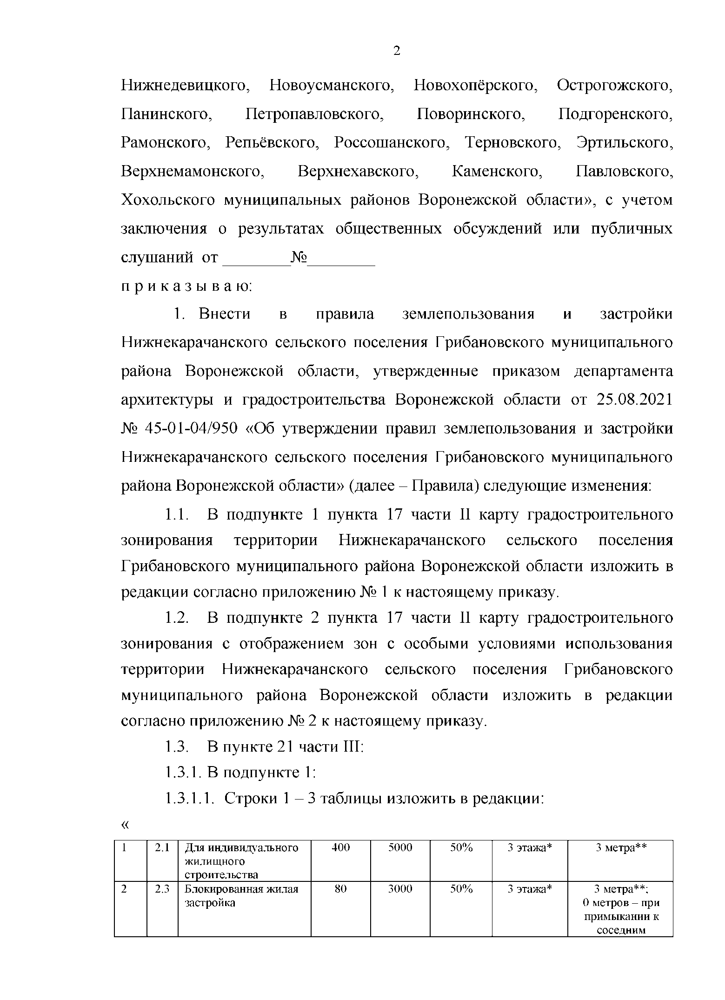 2
Нижнедевицкого, Новоусманского, Новохопёрского, Острогожского,
Панинского, Петропавловского, Поворинского, Подгоренского,
Рамонского, Репьёвского, Россошанского, Терновского, Эртильского,
Верхнемамонского, Верхнехавского, Каменского, Павловского,
Хохольского муниципальных районов Воронежской области», с учетом
заключения о результатах общественных обсуждений или публичных
слушаний от ________№________
п р и к а з ы в а ю:
1. Внести в правила землепользования и застройки
Нижнекарачанского сельского поселения Грибановского муниципального
района Воронежской области, утвержденные приказом департамента
архитектуры и градостроительства Воронежской области от 25.08.2021
№ 45-01-04/950 «Об утверждении правил землепользования и застройки
Нижнекарачанского сельского поселения Грибановского муниципального
района Воронежской области» (далее – Правила) следующие изменения:
1.1. В подпункте 1 пункта 17 части II карту градостроительного
зонирования территории Нижнекарачанского сельского поселения
Грибановского муниципального района Воронежской области изложить в
редакции согласно приложению № 1 к настоящему приказу.
1.2. В подпункте 2 пункта 17 части II карту градостроительного
зонирования с отображением зон с особыми условиями использования
территории Нижнекарачанского сельского поселения Грибановского
муниципального района Воронежской области изложить в редакции
согласно приложению № 2 к настоящему приказу.
1.3. В пункте 21 части III:
1.3.1. В подпункте 1:
1.3.1.1. Строки 1 – 3 таблицы изложить в редакции:
«
1 2.1 Для индивидуального 400 5000 50% 3 этажа* 3 метра**
жилищного
строительства
2 2.3 Блокированная жилая 80 3000 50% 3 этажа* 3 метра**;
застройка 0 метров – при
примыкании к
соседним